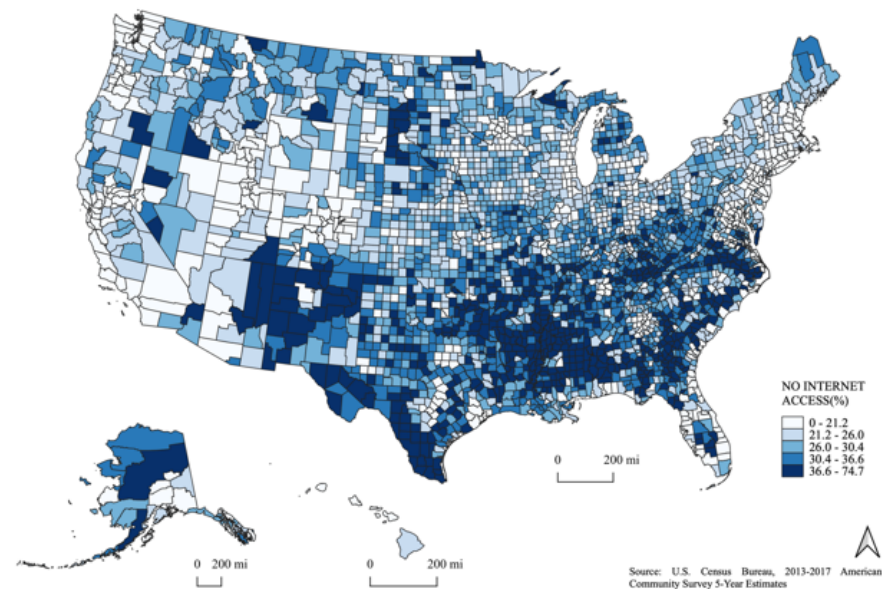 NO INTERNET
ACCESS(%)
0 - 21.2
21.2 - 26.0
26.0 - 30.4
30.4 - 36.6
36.6 - 74.7
0 200 mi
0 200 mi
0 200 mi
Source: U.S. Census Bureau, 2013-2017 American
Community Survey 5-Year Estimates